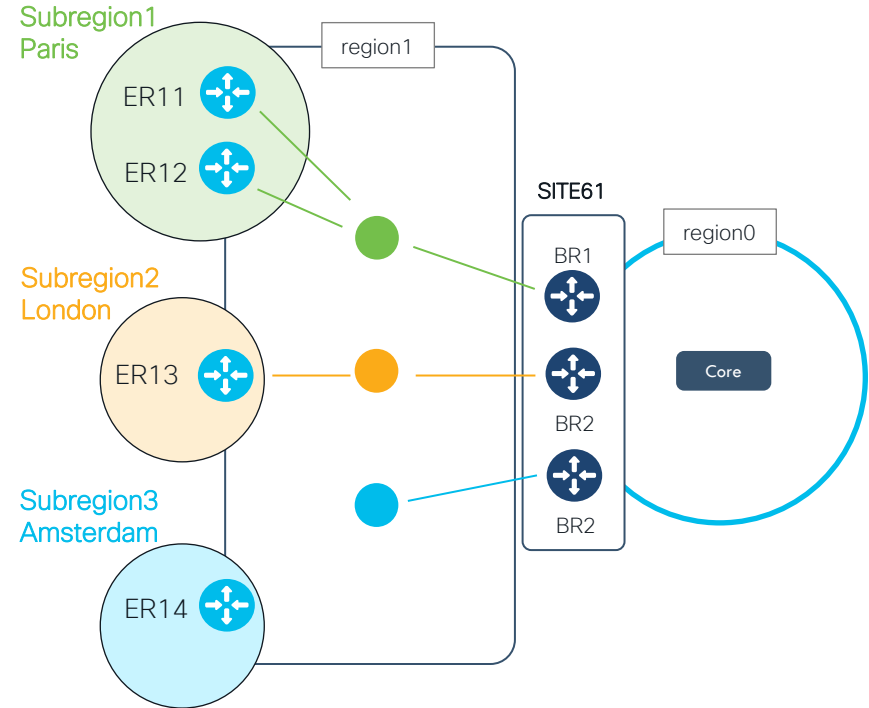 Subregion1
Paris
region1
ER11
ER12
SITE61
region0
BR1
Subregion2
London
ER13
Core
BR2
Subregion3
Amsterdam
BR2
ER14